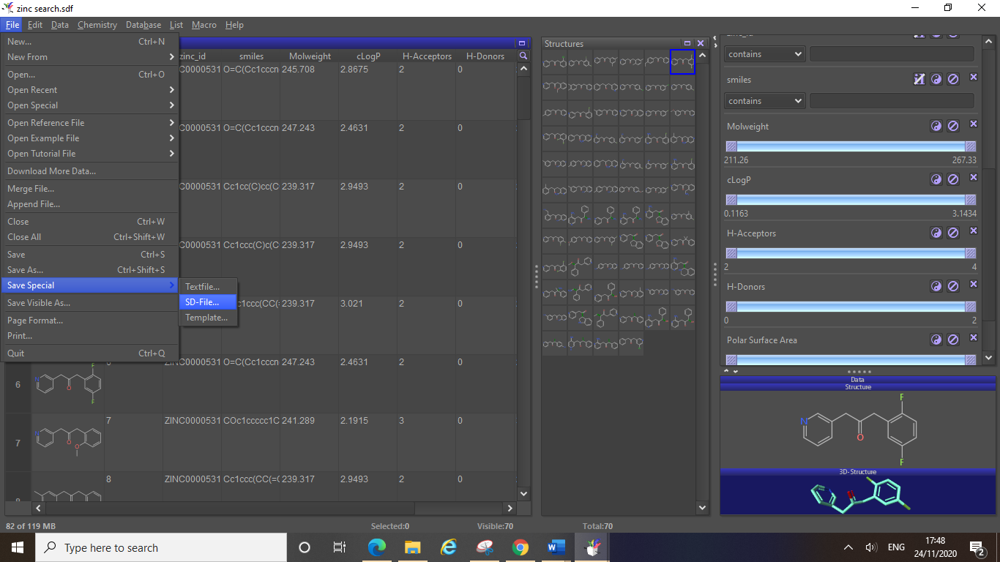 zinc search.sdf
File Edit Data Chemistry Database List Macro Help
New... Ctrl+N
New From
Open... Ctrl+O
Open Recent
Open Special
Open Reference File
Open Example File
Open Tutorial File
Download More Data...
Merge File...
Append File...
Close Ctrl+W
Close All Ctrl+Shift+W
Save Ctrl+S
Save As... Ctrl+Shift+S
Save Special
Save Visible As...
Page Format...
Print...
Quit Ctrl+Q
Textfile...
SD-File...
Template...
zinc_id smiles Molweight cLogP H-Acceptors H-Donors
C0000531 O=C(Cc1cccn 245.708 2.8675 2 0
C0000531 O=C(Cc1cccn 247.243 2.4631 2 0
C0000531 Cc1cc(C)cc(C 239.317 2.9493 2 0
C0000531 Cc1ccc(C)c(C 239.317 2.9493 2 0
c1ccc(CC(= 239.317 3.021 2 0
6 N O F F C0000531 O=C(Cc1cccn 247.243 2.4631 2 0
7 N O O 7 ZINC0000531 COc1ccccc1C 241.289 2.1915 3 0
8 ZINC0000531 Cc1ccc(CC(=C 239.317 2.9493 2 0
Structures
zinc_id
contains
smiles
contains
Molweight
211.26 267.33
cLogP
0.1163 3.1434
H-Acceptors
2 4
H-Donors
0 2
Polar Surface Area
Data
Structure
F
N
O
F
3D-Structure
82 of 119 MB Selected:0 Visible:70 Total:70
Type here to search
ENG 17:48
24/11/2020
2